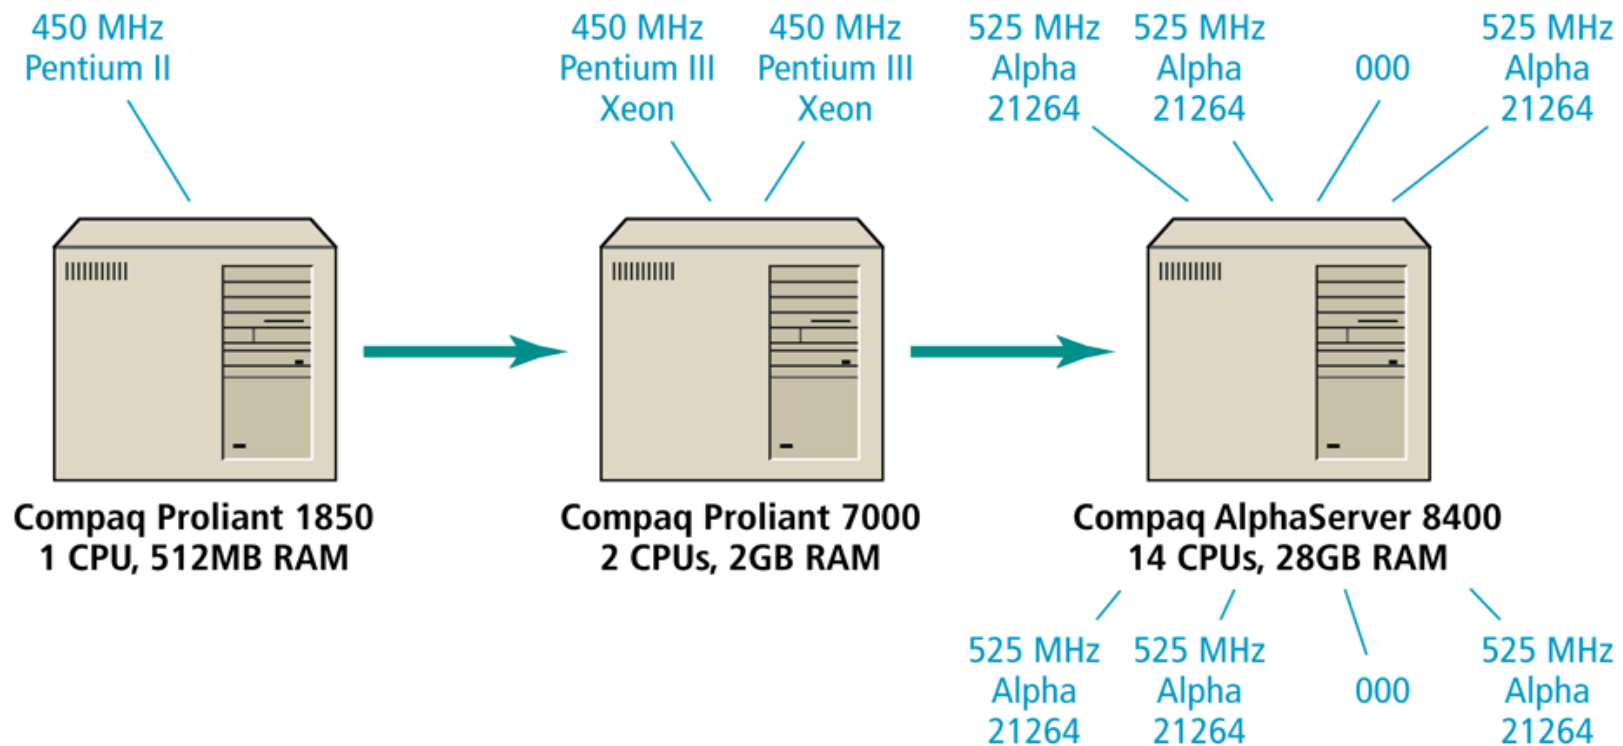 450 MHz
Pentium II
450 MHz
Pentium III
Xeon
450 MHz
Pentium III
Xeon
525 MHz
Alpha
21264
525 MHz
Alpha
21264
000
525 MHz
Alpha
21264
Compaq Proliant 1850
1 CPU, 512MB RAM
Compaq Proliant 7000
2 CPUs, 2GB RAM
Compaq AlphaServer 8400
14 CPUs, 28GB RAM
525 MHz
Alpha
21264
525 MHz
Alpha
21264
000
525 MHz
Alpha
21264